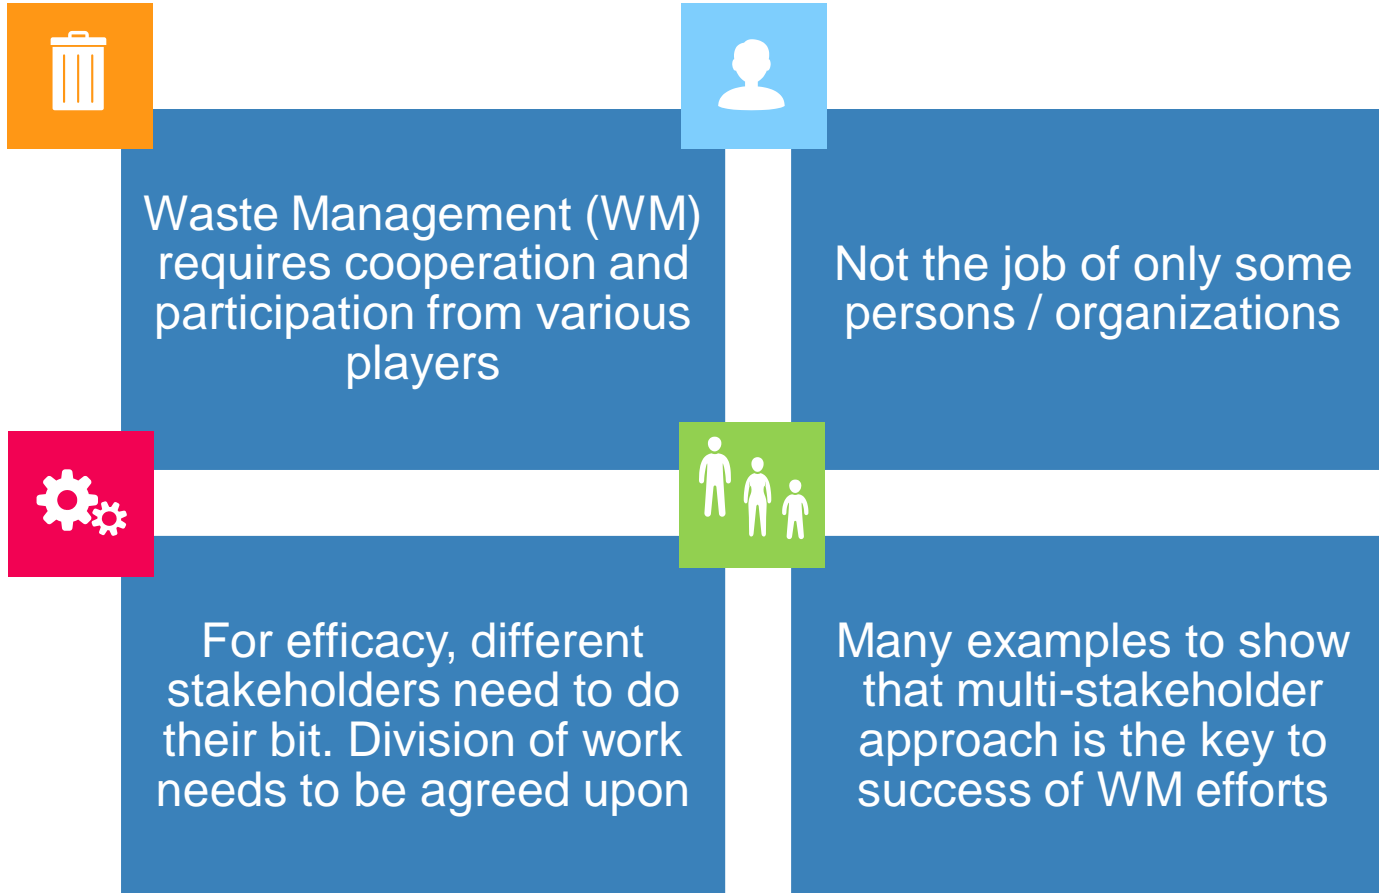 Waste Management (WM)
requires cooperation and
participation from various
players
Not the job of only some
persons / organizations
For efficacy, different
stakeholders need to do
their bit. Division of work
needs to be agreed upon
Many examples to show
that multi-stakeholder
approach is the key to
success of WM efforts